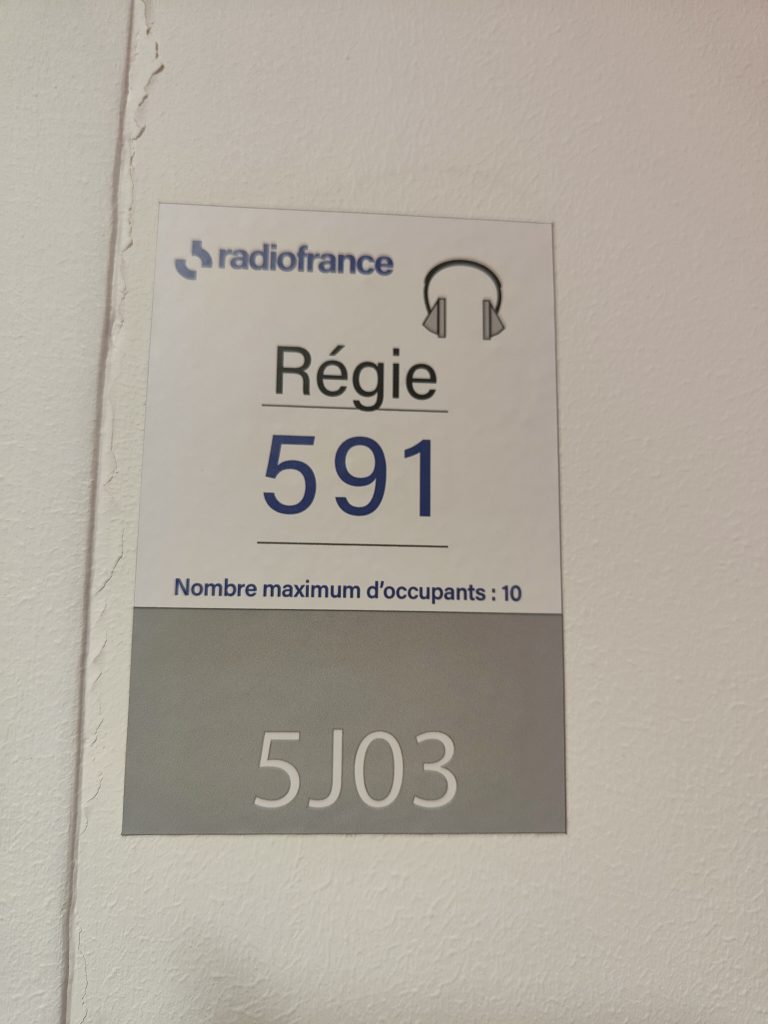 radiofrance
Régie
591
Nombre maximum d'occupants : 10
5J03